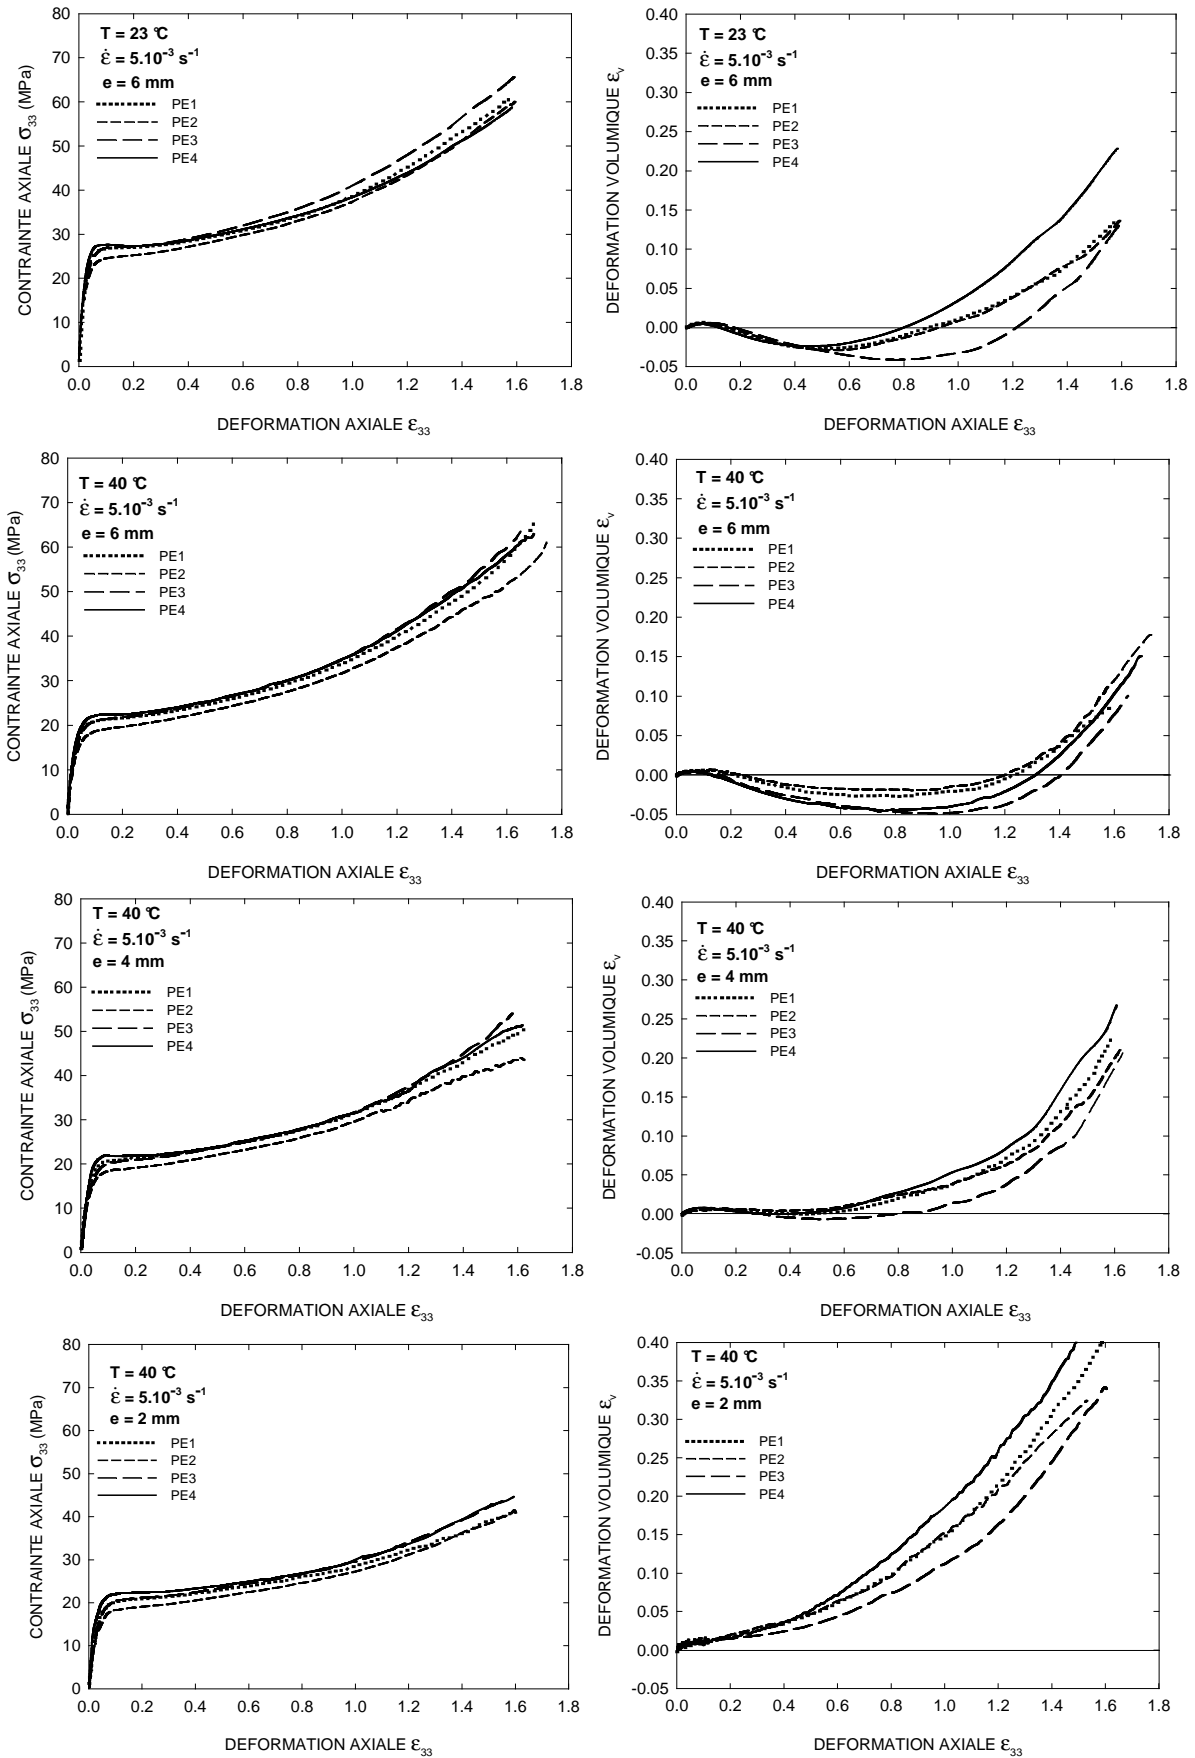 CONTRAINTE AXIALE σ33 (MPa)
80
70
60
50
40
30
20
10
0
T = 23 °C
ε̇ = 5.10⁻³ s⁻¹
e = 6 mm
PE1
PE2
PE3
PE4
0.0 0.2 0.4 0.6 0.8 1.0 1.2 1.4 1.6 1.8
DEFORMATION AXIALE ε33
DEFORMATION VOLUMIQUE εv
0.40
0.35
0.30
0.25
0.20
0.15
0.10
0.05
0.00
-0.05
T = 23 °C
ε̇ = 5.10⁻³ s⁻¹
e = 6 mm
PE1
PE2
PE3
PE4
0.0 0.2 0.4 0.6 0.8 1.0 1.2 1.4 1.6 1.8
DEFORMATION AXIALE ε33
CONTRAINTE AXIALE σ33 (MPa)
80
70
60
50
40
30
20
10
0
T = 40 °C
ε̇ = 5.10⁻³ s⁻¹
e = 6 mm
PE1
PE2
PE3
PE4
0.0 0.2 0.4 0.6 0.8 1.0 1.2 1.4 1.6 1.8
DEFORMATION AXIALE ε33
DEFORMATION VOLUMIQUE εv
0.40
0.35
0.30
0.25
0.20
0.15
0.10
0.05
0.00
-0.05
T = 40 °C
ε̇ = 5.10⁻³ s⁻¹
e = 6 mm
PE1
PE2
PE3
PE4
0.0 0.2 0.4 0.6 0.8 1.0 1.2 1.4 1.6 1.8
DEFORMATION AXIALE ε33
CONTRAINTE AXIALE σ33 (MPa)
80
70
60
50
40
30
20
10
0
T = 40 °C
ε̇ = 5.10⁻³ s⁻¹
e = 4 mm
PE1
PE2
PE3
PE4
0.0 0.2 0.4 0.6 0.8 1.0 1.2 1.4 1.6 1.8
DEFORMATION AXIALE ε33
DEFORMATION VOLUMIQUE εv
0.40
0.35
0.30
0.25
0.20
0.15
0.10
0.05
0.00
-0.05
T = 40 °C
ε̇ = 5.10⁻³ s⁻¹
e = 4 mm
PE1
PE2
PE3
PE4
0.0 0.2 0.4 0.6 0.8 1.0 1.2 1.4 1.6 1.8
DEFORMATION AXIALE ε33
CONTRAINTE AXIALE σ33 (MPa)
80
70
60
50
40
30
20
10
0
T = 40 °C
ε̇ = 5.10⁻³ s⁻¹
e = 2 mm
PE1
PE2
PE3
PE4
0.0 0.2 0.4 0.6 0.8 1.0 1.2 1.4 1.6 1.8
DEFORMATION AXIALE ε33
DEFORMATION VOLUMIQUE εv
0.40
0.35
0.30
0.25
0.20
0.15
0.10
0.05
0.00
-0.05
T = 40 °C
ε̇ = 5.10⁻³ s⁻¹
e = 2 mm
PE1
PE2
PE3
PE4
0.0 0.2 0.4 0.6 0.8 1.0 1.2 1.4 1.6 1.8
DEFORMATION AXIALE ε33